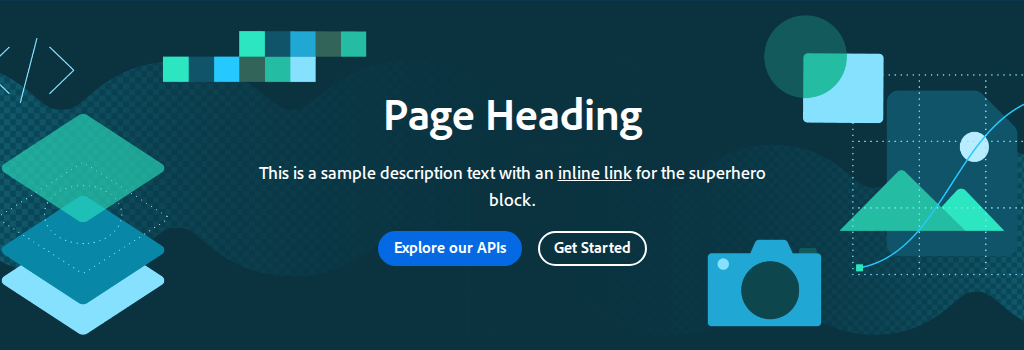 Page Heading
This is a sample description text with an inline link for the superhero
block.
Explore our APIs
Get Started